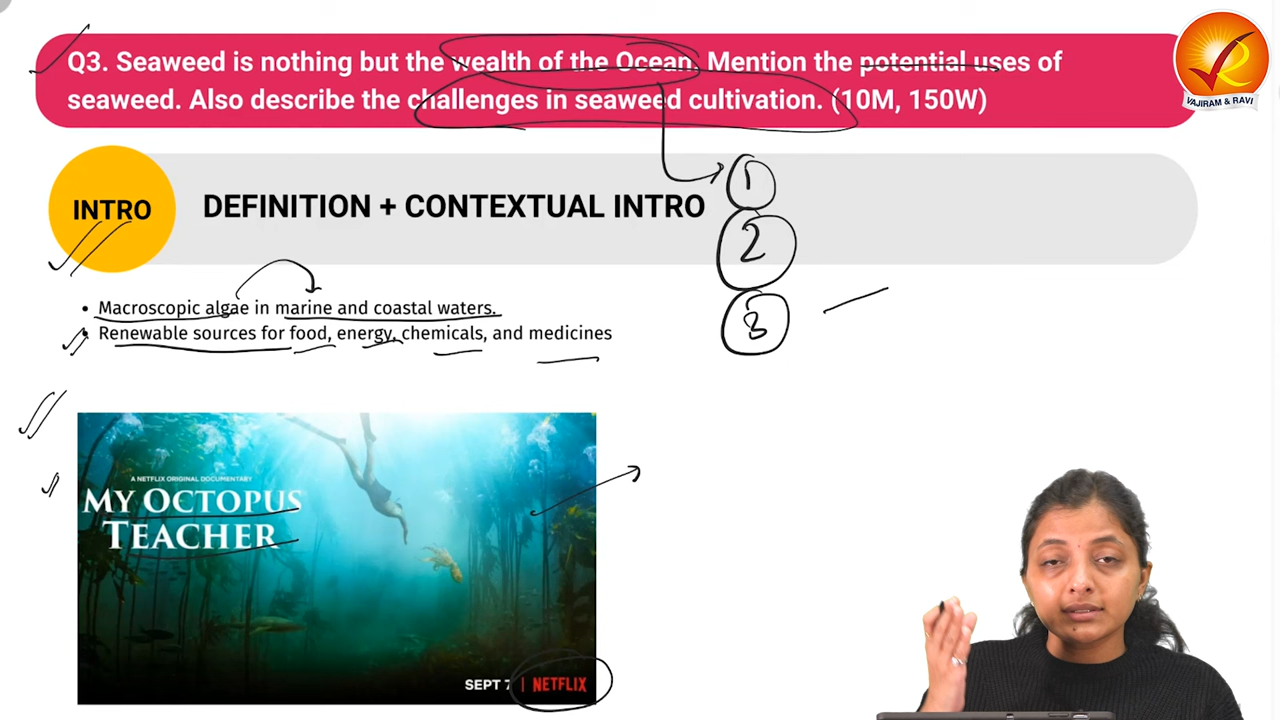 Q3. Seaweed is nothing but the wealth of the Ocean. Mention the potential uses of
seaweed. Also describe the challenges in seaweed cultivation. (10M, 150W)
VAJIRAM & RAVI
INTRO
DEFINITION + CONTEXTUAL INTRO
1
2
3
• Macroscopic algae in marine and coastal waters.
• Renewable sources for food, energy, chemicals, and medicines
A NETFLIX ORIGINAL DOCUMENTARY
MY OCTOPUS
TEACHER
SEPT 7 | NETFLIX